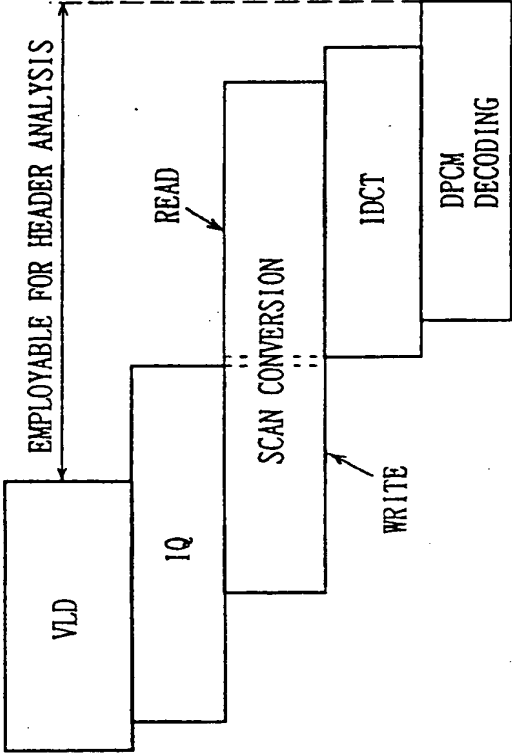 EMPLOYABLE FOR HEADER ANALYSIS
VLD
IQ
READ
SCAN CONVERSION
WRITE
IDCT
DPCM
DECODING